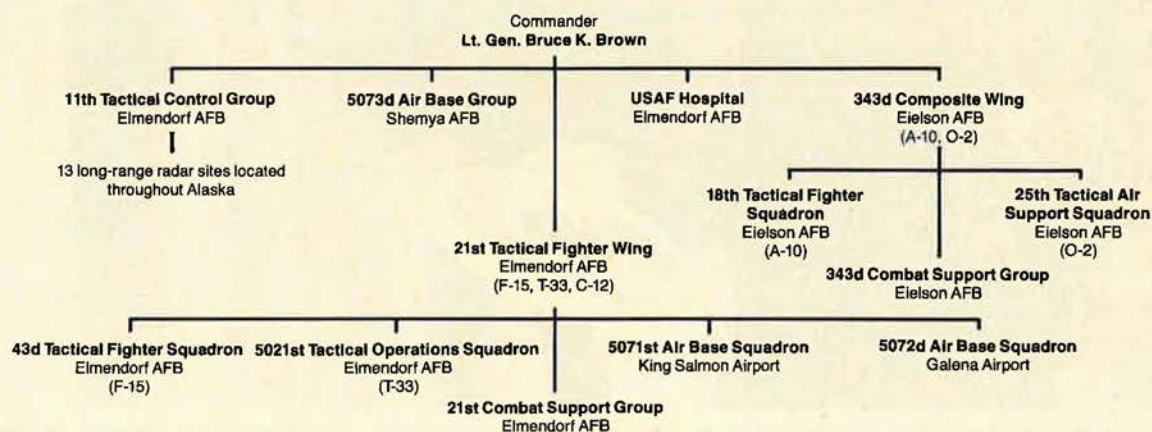 Commander
Lt. Gen. Bruce K. Brown
11th Tactical Control Group
Elmendorf AFB
13 long-range radar sites located
throughout Alaska
5073d Air Base Group
Shemya AFB
USAF Hospital
Elmendorf AFB
343d Composite Wing
Eielson AFB
(A-10, O-2)
18th Tactical Fighter
Squadron
Eielson AFB
(A-10)
25th Tactical Air
Support Squadron
Eielson AFB
(O-2)
343d Combat Support Group
Eielson AFB
21st Tactical Fighter Wing
Elmendorf AFB
(F-15, T-33, C-12)
43d Tactical Fighter Squadron
Elmendorf AFB
(F-15)
5021st Tactical Operations Squadron
Elmendorf AFB
(T-33)
5071st Air Base Squadron
King Salmon Airport
5072d Air Base Squadron
Galena Airport
21st Combat Support Group
Elmendorf AFB